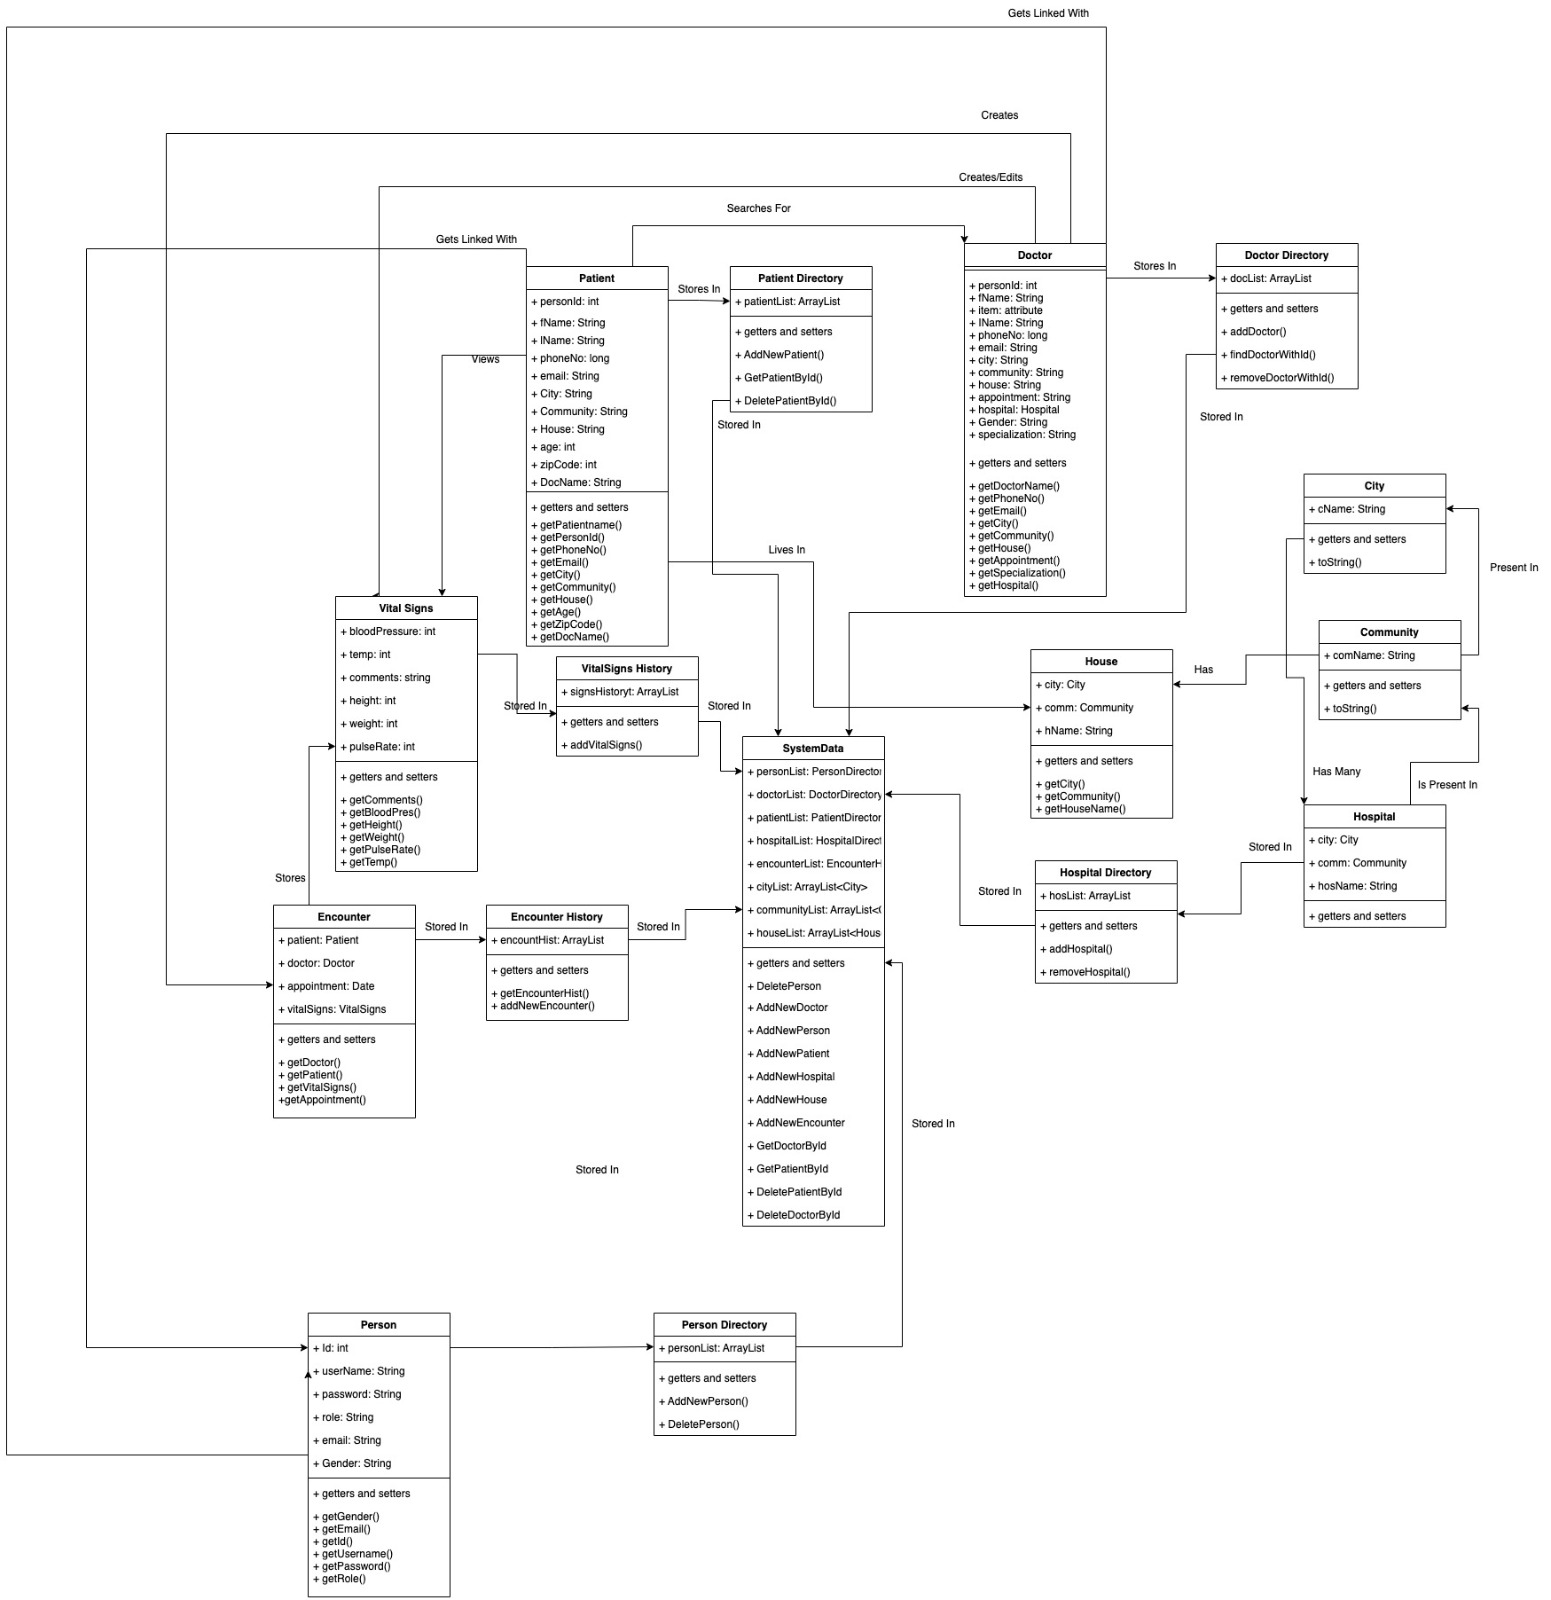 Gets Linked With
Creates
Creates/Edits
Searches For
Gets Linked With
Patient
+ personId: int
+ fName: String
+ lName: String
+ phoneNo: long
+ email: String
+ City: String
+ Community: String
+ House: String
+ age: int
+ zipCode: int
+ DocName: String
+ getters and setters
+ getPatientname()
+ getPersonId()
+ getPhoneNo()
+ getEmail()
+ getCity()
+ getCommunity()
+ getHouse()
+ getAge()
+ getZipCode()
+ getDocName()
Stores In
Views
Patient Directory
+ patientList: ArrayList
+ getters and setters
+ AddNewPatient()
+ GetPatientById()
+ DeletePatientById()
Stored In
Doctor
+ personId: int
+ fName: String
+ item: attribute
+ lName: String
+ phoneNo: long
+ email: String
+ city: String
+ community: String
+ house: String
+ appointment: String
+ hospital: Hospital
+ Gender: String
+ specialization: String
+ getters and setters
+ getDoctorName()
+ getPhoneNo()
+ getEmail()
+ getCity()
+ getCommunity()
+ getHouse()
+ getAppointment()
+ getSpecialization()
+ getHospital()
Stores In
Doctor Directory
+ docList: ArrayList
+ getters and setters
+ addDoctor()
+ findDoctorWithId()
+ removeDoctorWithId()
Stored In
City
+ cName: String
+ getters and setters
+ toString()
Present In
Lives In
Community
+ comName: String
+ getters and setters
+ toString()
Has
House
+ city: City
+ comm: Community
+ hName: String
+ getters and setters
+ getCity()
+ getCommunity()
+ getHouseName()
Vital Signs
+ bloodPressure: int
+ temp: int
+ comments: string
+ height: int
+ weight: int
+ pulseRate: int
+ getters and setters
+ getComments()
+ getBloodPres()
+ getHeight()
+ getWeight()
+ getPulseRate()
+ getTemp()
Stored In
VitalSigns History
+ signsHistoryt: ArrayList
+ getters and setters
+ addVitalSigns()
Stored In
SystemData
+ personList: PersonDirector
+ doctorList: DoctorDirectory
+ patientList: PatientDirector
+ hospitalList: HospitalDirect
+ encounterList: EncounterH
+ cityList: ArrayList<City>
+ communityList: ArrayList<C
+ houseList: ArrayList<Hous
+ getters and setters
+ DeletePerson
+ AddNewDoctor
+ AddNewPerson
+ AddNewPatient
+ AddNewHospital
+ AddNewHouse
+ AddNewEncounter
+ GetDoctorById
+ GetPatientById
+ DeletePatientById
+ DeleteDoctorById
Has Many
Is Present In
Hospital
+ city: City
+ comm: Community
+ hosName: String
+ getters and setters
Stored In
Hospital Directory
+ hosList: ArrayList
+ getters and setters
+ addHospital()
+ removeHospital()
Stored In
Stores
Encounter
+ patient: Patient
+ doctor: Doctor
+ appointment: Date
+ vitalSigns: VitalSigns
+ getters and setters
+ getDoctor()
+ getPatient()
+ getVitalSigns()
+getAppointment()
Stored In
Encounter History
+ encountHist: ArrayList
+ getters and setters
+ getEncounterHist()
+ addNewEncounter()
Stored In
Stored In
Stored In
Person
+ Id: int
+ userName: String
+ password: String
+ role: String
+ email: String
+ Gender: String
+ getters and setters
+ getGender()
+ getEmail()
+ getId()
+ getUsername()
+ getPassword()
+ getRole()
Person Directory
+ personList: ArrayList
+ getters and setters
+ AddNewPerson()
+ DeletePerson()